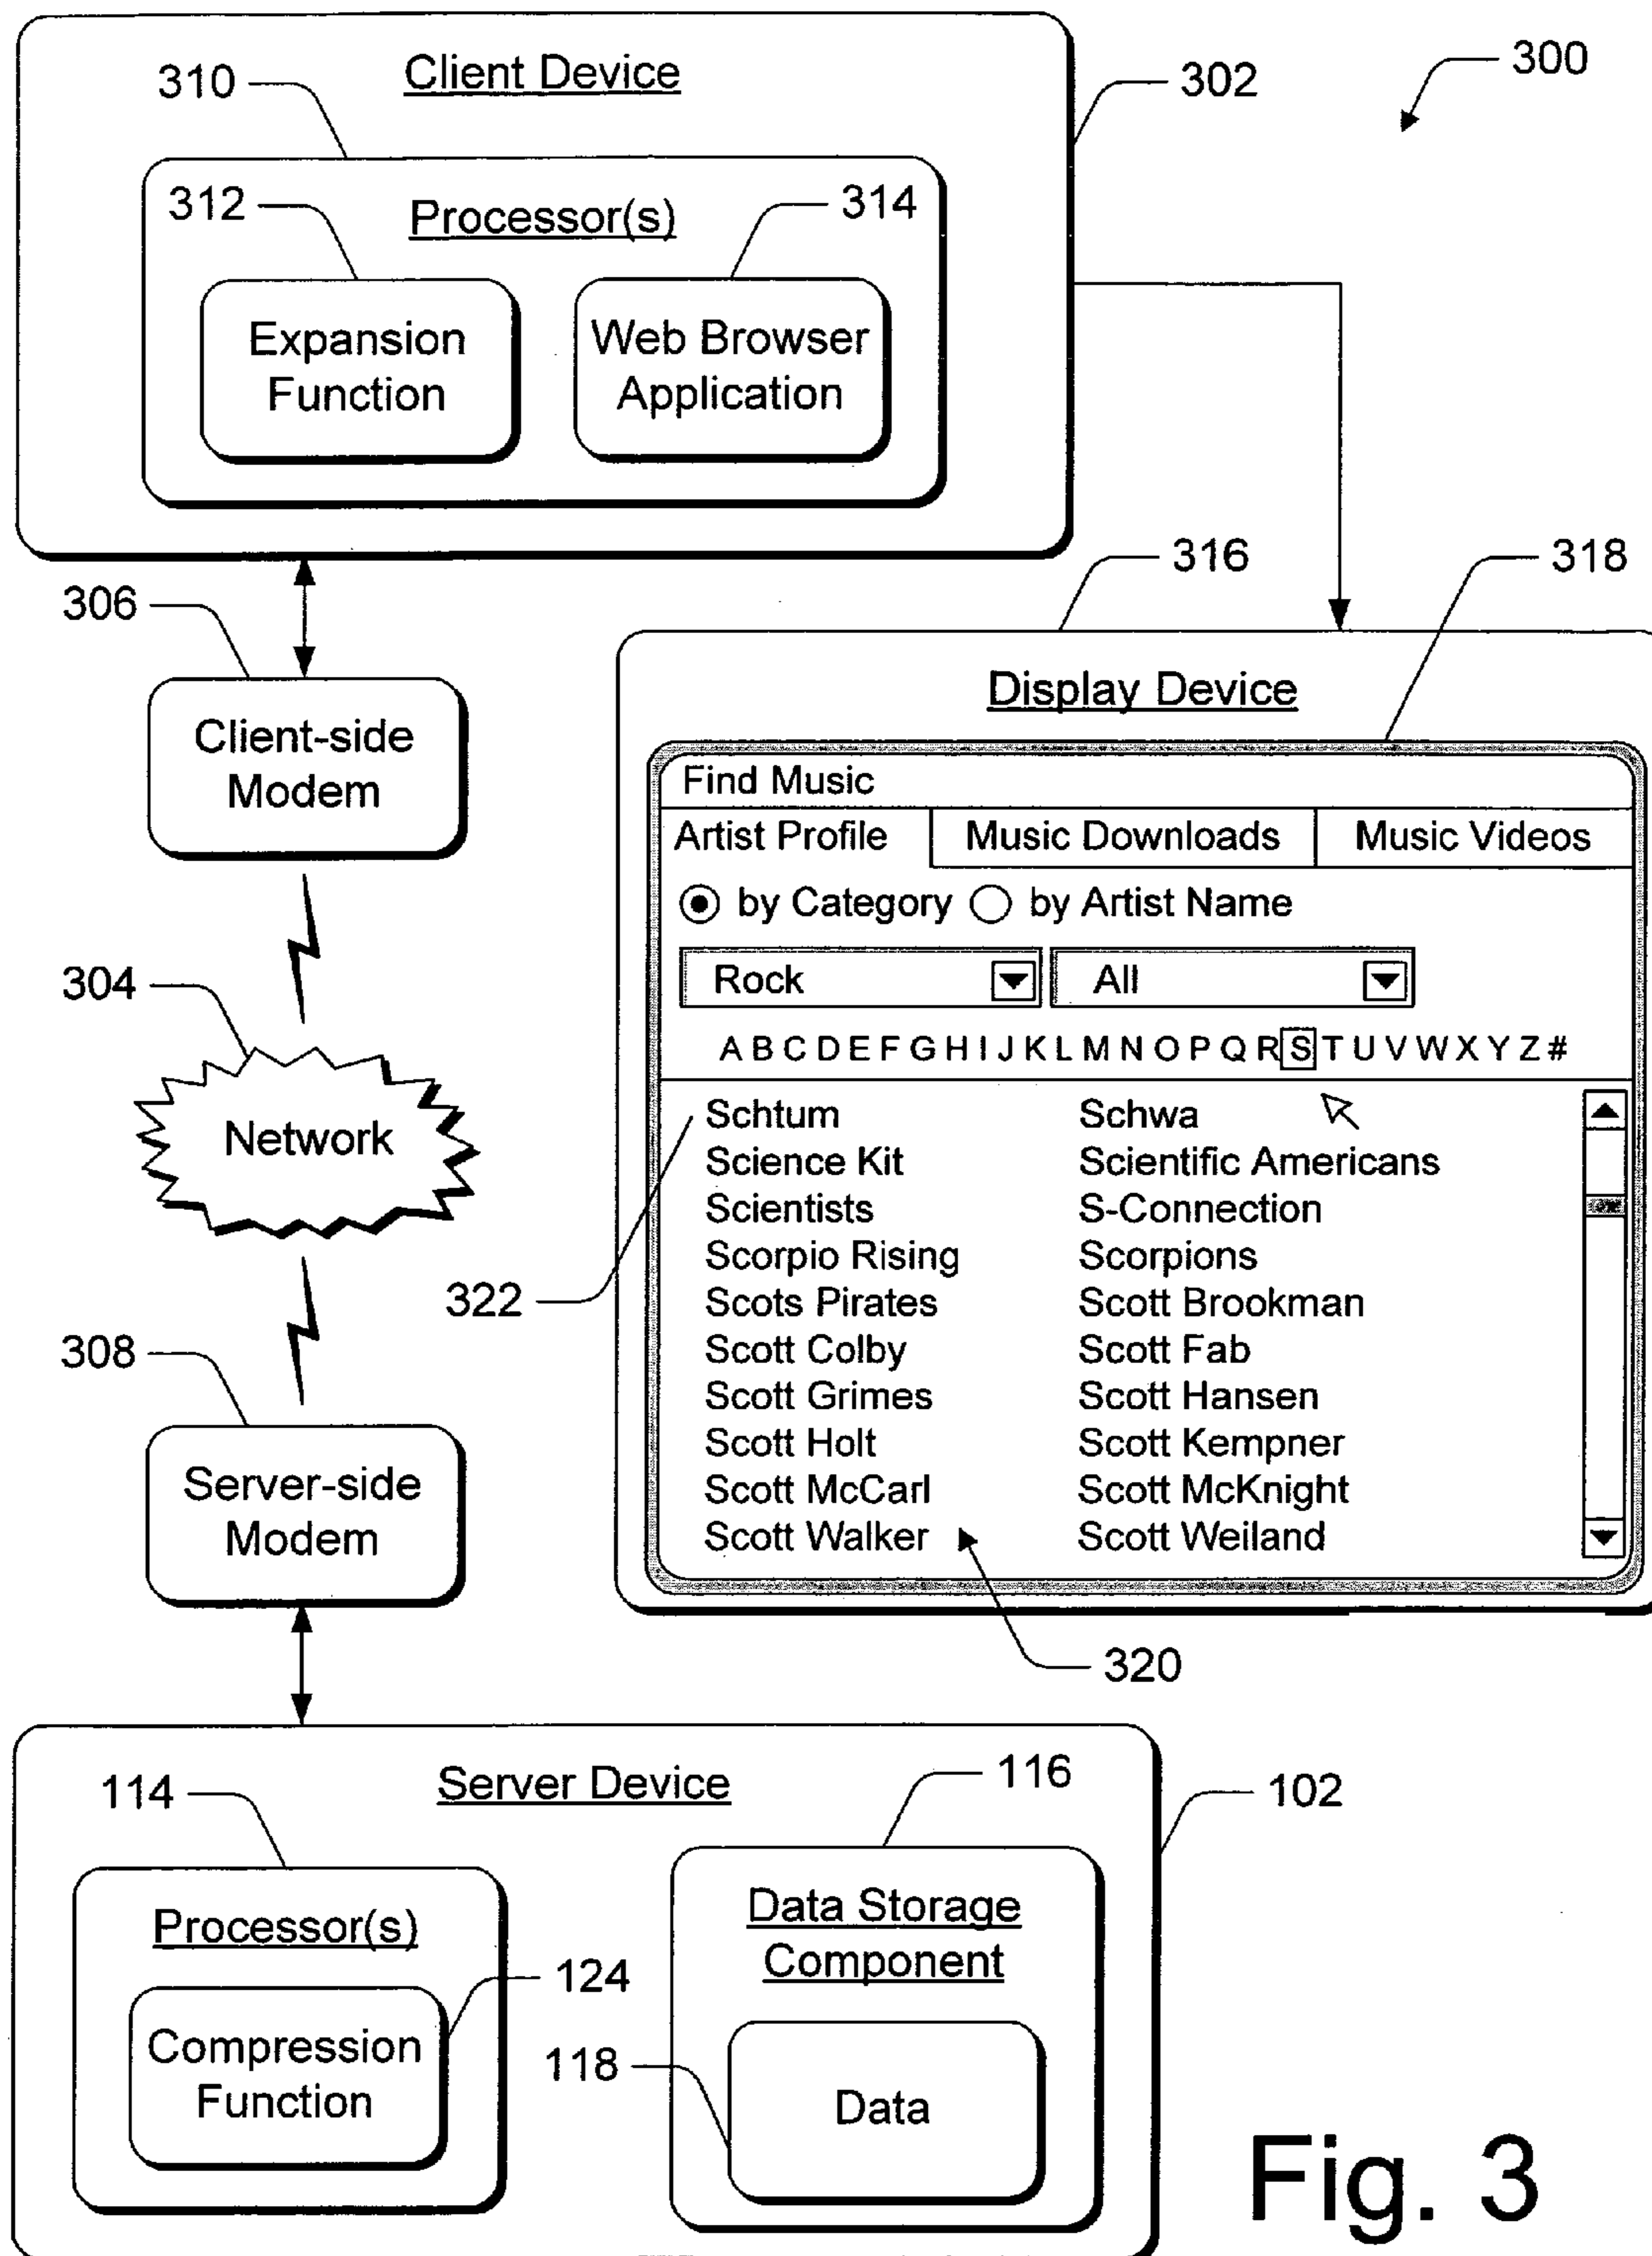 300
302
310
Client Device
312
Processor(s)
314
Expansion
Function
Web Browser
Application
316
318
306
Client-side
Modem
304
Network
308
Server-side
Modem
Display Device
Find Music
Artist Profile
Music Downloads
Music Videos
by Category
by Artist Name
Rock
All
A B C D E F G H I J K L M N O P Q R S T U V W X Y Z #
Schtum
Schwa
Science Kit
Scientific Americans
Scientists
S-Connection
Scorpio Rising
Scorpions
Scots Pirates
Scott Brookman
Scott Colby
Scott Fab
Scott Grimes
Scott Hansen
Scott Holt
Scott Kempner
Scott McCarl
Scott McKnight
Scott Walker
Scott Weiland
322
320
Server Device
114
116
102
Processor(s)
124
Compression
Function
Data Storage
Component
118
Data
Fig. 3